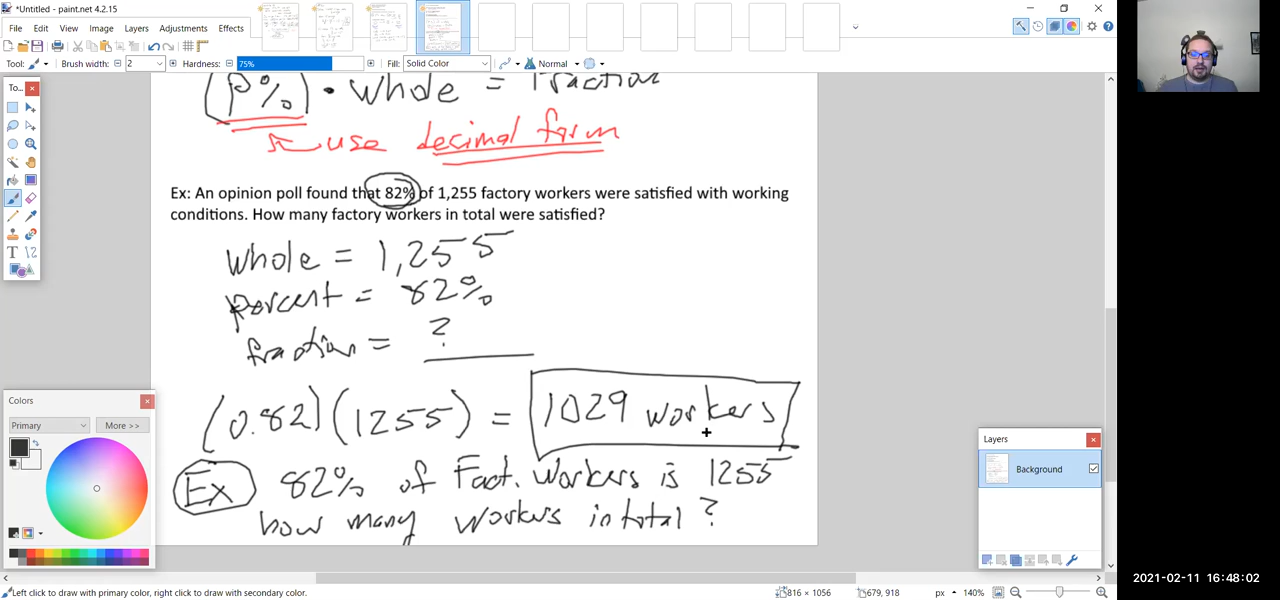 *Untitled - paint.net 4.2.15
File Edit View Image Layers Adjustments Effects
Tool: Brush width: 2 Hardness: 75% Fill: Solid Color Normal
To...
(P%) • whole = fraction
use decimal form
Ex: An opinion poll found that 82% of 1,255 factory workers were satisfied with working
conditions. How many factory workers in total were satisfied?
whole = 1,255
percent = 82%
fraction = ?
(0.82)(1255) = 1029 workers
Ex 82% of Fact. Workers is 1255
how many workers in total ?
Colors
Primary More >>
Layers
Background
2021-02-11 16:48:02
Left click to draw with primary color, right click to draw with secondary color. 816 × 1056 679, 918 px 140%